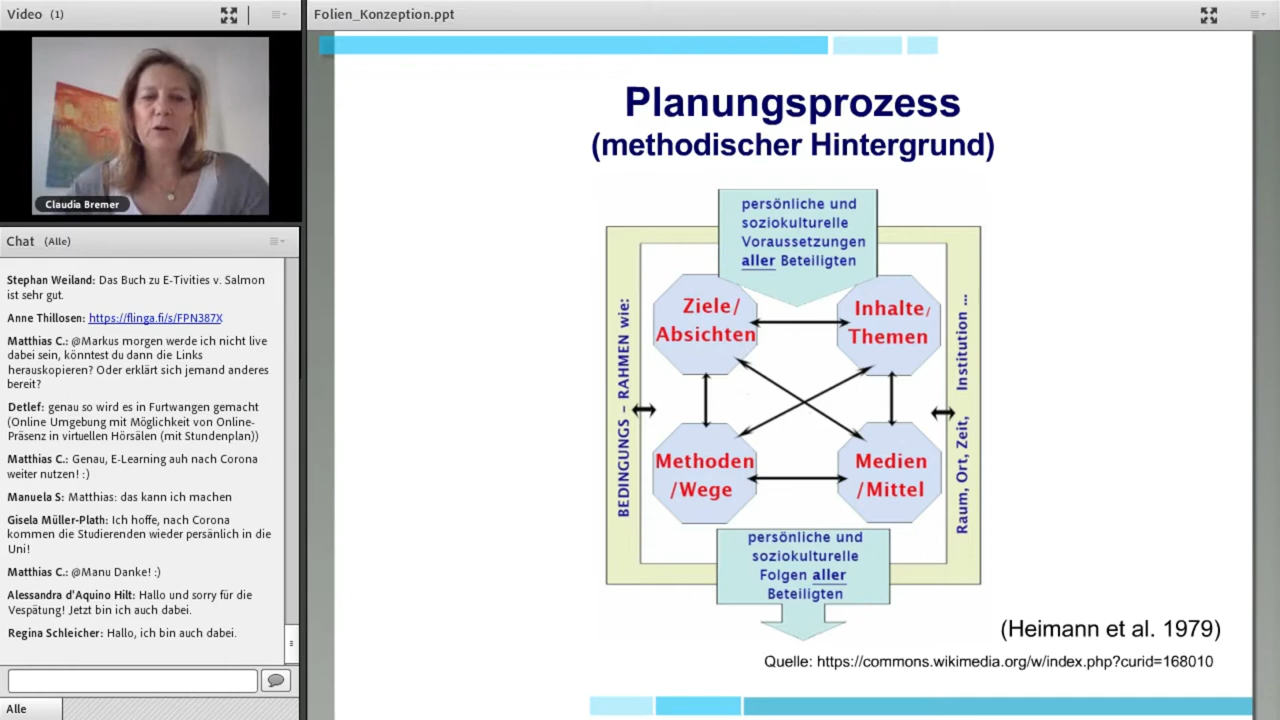 Video (1)
Folien_Konzeption.ppt
Claudia Bremer
Chat (Alle)
Stephan Weiland: Das Buch zu E-Tivities v. Salmon
ist sehr gut.
Anne Thillosen: https://flinga.fi/s/FPN387X
Matthias C.: @Markus morgen werde ich nicht live
dabei sein, könntest du dann die Links
herauskopieren? Oder erklärt sich jemand anderes
bereit?
Detlef: genau so wird es in Furtwangen gemacht
(Online Umgebung mit Möglichkeit von Online-
Präsenz in virtuellen Hörsälen (mit Stundenplan))
Matthias C.: Genau, E-Learning auh nach Corona
weiter nutzen! :)
Manuela S: Matthias: das kann ich machen
Gisela Müller-Plath: Ich hoffe, nach Corona
kommen die Studierenden wieder persänlich in die
Uni!
Matthias C.: @Manu Danke! :)
Alessandra d'Aquino Hilt: Hallo und sorry für die
Vespätung! Jetzt bin ich auch dabei.
Regina Schleicher: Hallo, ich bin auch dabei.
Alle
Planungsprozess
(methodischer Hintergrund)
persönliche und
soziokulturelle
Voraussetzungen
aller Beteiligten
BEDINGUNGS - RAHMEN wie:
Ziele/
Absichten
Inhalte/
Themen
Methoden
/Wege
Medien
/Mittel
Raum, Ort, Zeit, Institution ...
persönliche und
soziokulturelle
Folgen aller
Beteiligten
(Heimann et al. 1979)
Quelle: https://commons.wikimedia.org/w/index.php?curid=168010